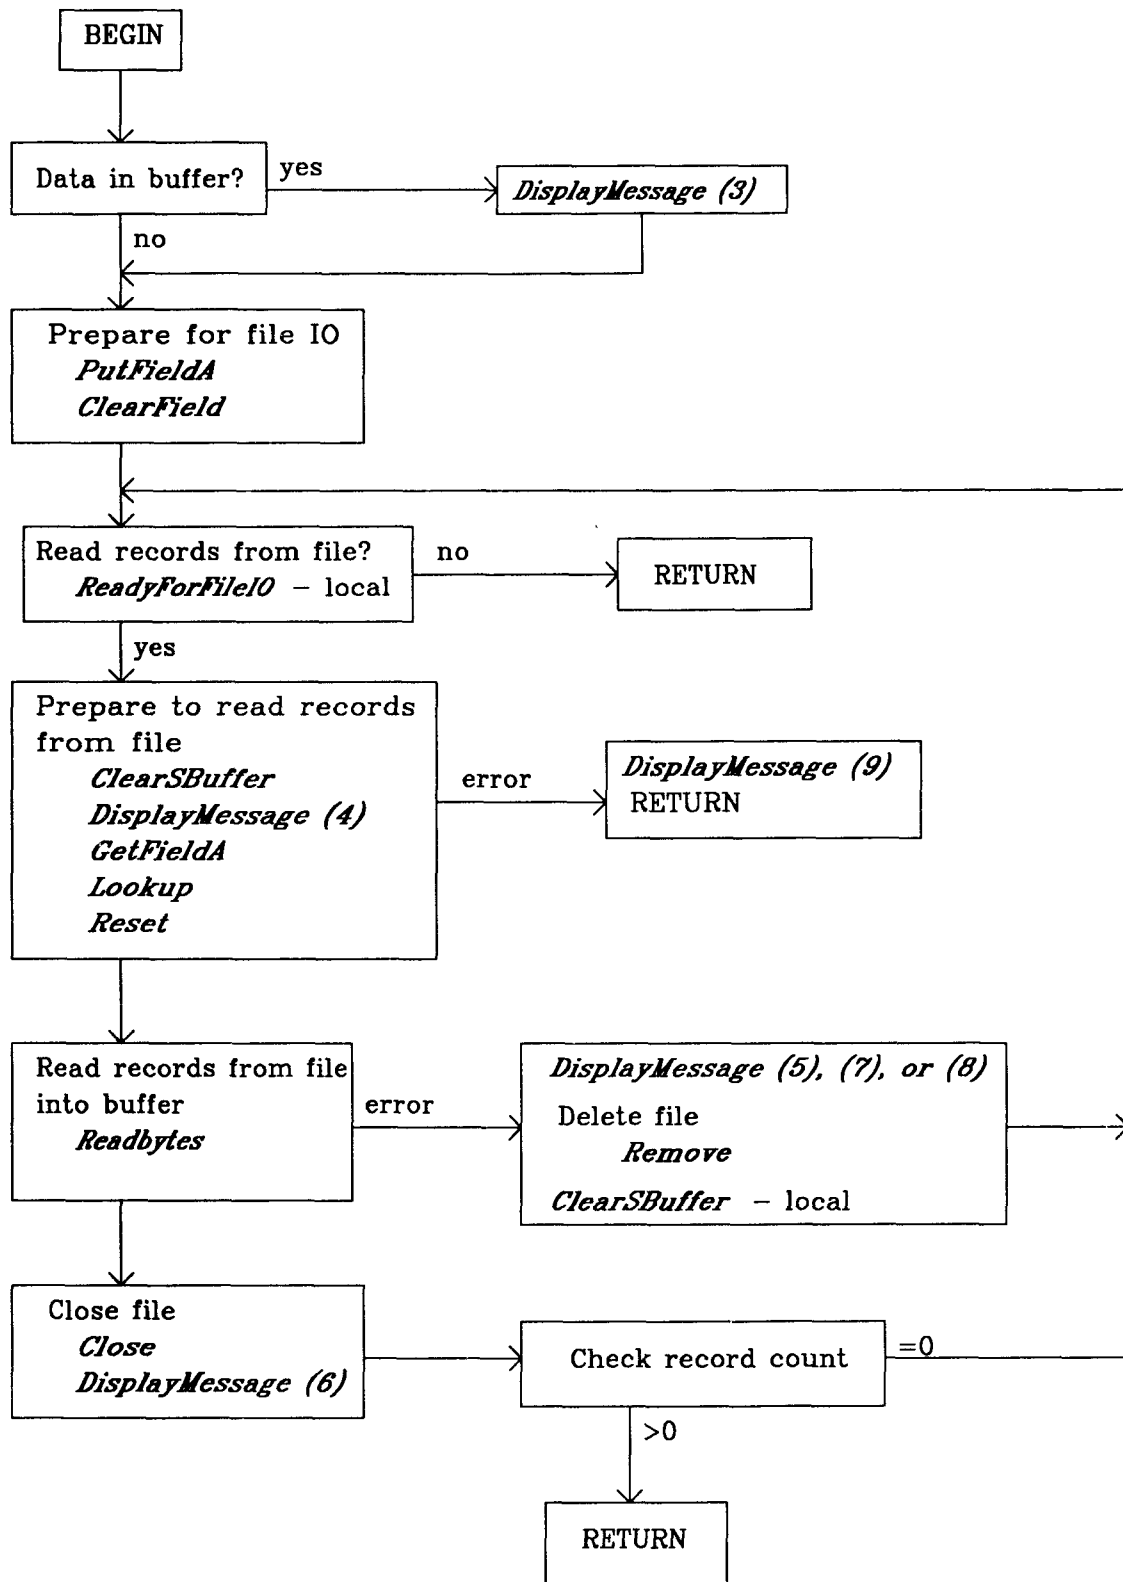 BEGIN
Data in buffer?
yes
DisplayMessage (3)
no
Prepare for file IO
PutFieldA
ClearField
Read records from file?
ReadyForFileIO – local
no
RETURN
yes
Prepare to read records
from file
ClearSBuffer
DisplayMessage (4)
GetFieldA
Lookup
Reset
error
DisplayMessage (9)
RETURN
Read records from file
into buffer
Readbytes
error
DisplayMessage (5), (7), or (8)
Delete file
Remove
ClearSBuffer – local
Close file
Close
DisplayMessage (6)
Check record count
=0
>0
RETURN